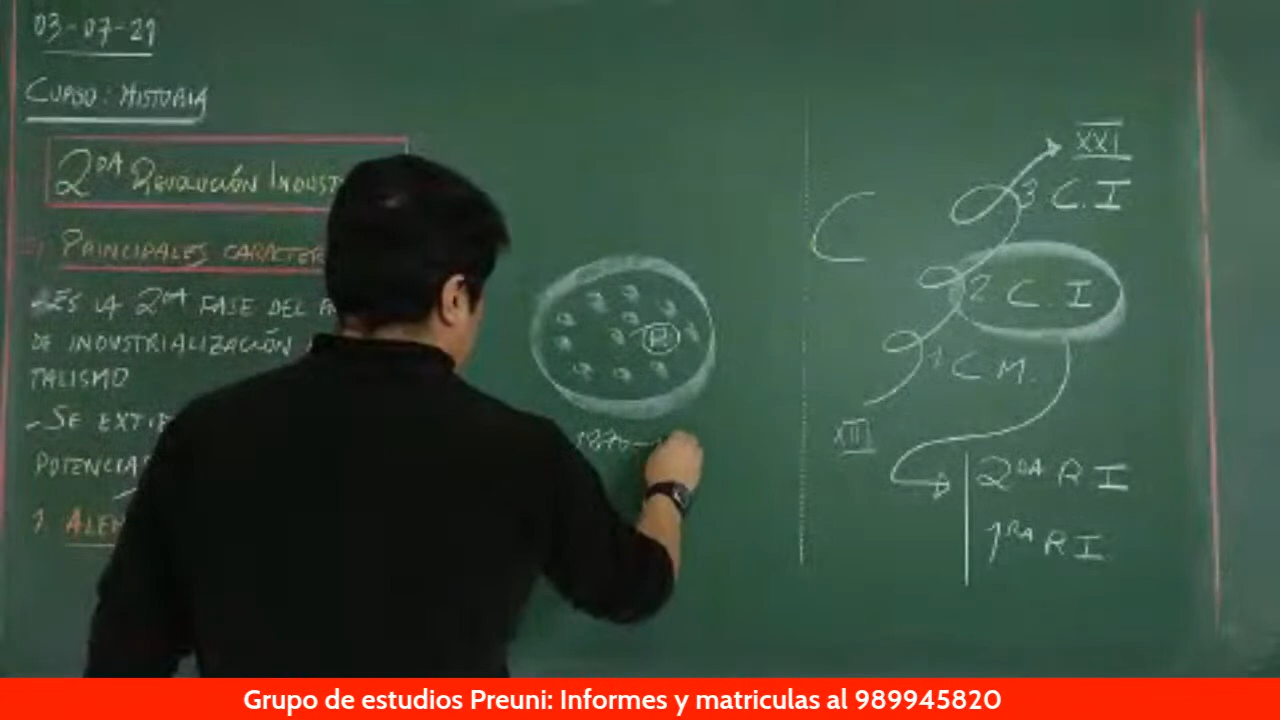 03-07-21
CURSO: HISTORIA
2DA REVOLUCIÓN INDUST
PRINCIPALES CARACTER
- ES LA 2DA FASE DEL
DE INDUSTRIALIZACIÓN
TALISMO
- SE EXTI
POTENCIA
1. ALEM
R
1870-
C
XXI
3 C.I
2 C.I
1 C M.
2DA R I
1RA R I
Grupo de estudios Preuni: Informes y matriculas al 989945820